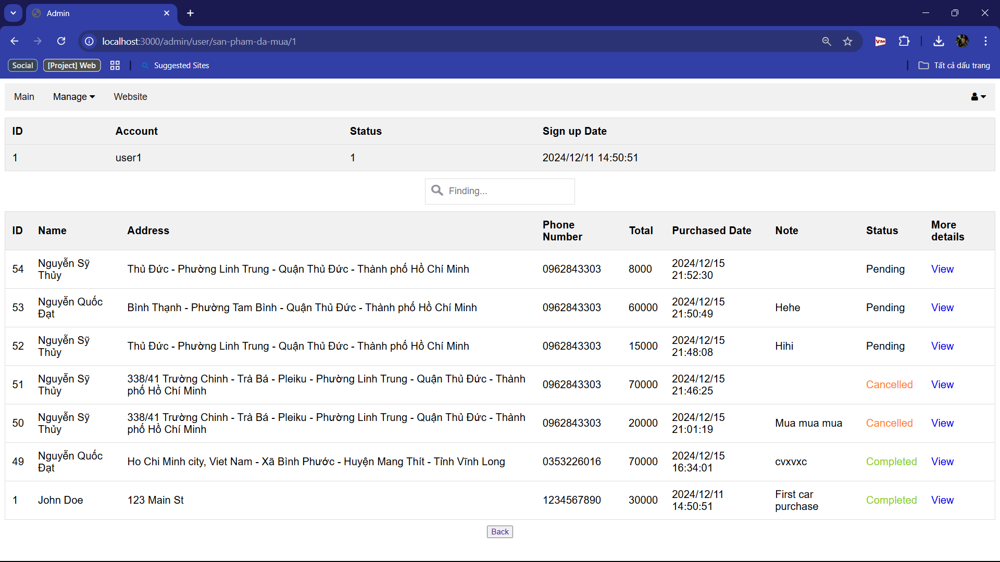 Admin
localhost:3000/admin/user/san-pham-da-mua/1
VM
Social [Project] Web Suggested Sites Tất cả dấu trang
Main Manage Website
ID Account Status Sign up Date
1 user1 1 2024/12/11 14:50:51
Finding...
ID Name Address Phone Number Total Purchased Date Note Status More details
54 Nguyễn Sỹ Thủy Thủ Đức - Phường Linh Trung - Quận Thủ Đức - Thành phố Hồ Chí Minh 0962843303 8000 2024/12/15 21:52:30 Pending View
53 Nguyễn Quốc Đạt Bình Thạnh - Phường Tam Bình - Quận Thủ Đức - Thành phố Hồ Chí Minh 0962843303 60000 2024/12/15 21:50:49 Hehe Pending View
52 Nguyễn Sỹ Thủy Thủ Đức - Phường Linh Trung - Quận Thủ Đức - Thành phố Hồ Chí Minh 0962843303 15000 2024/12/15 21:48:08 Hihi Pending View
51 Nguyễn Sỹ Thủy 338/41 Trường Chinh - Trà Bá - Pleiku - Phường Linh Trung - Quận Thủ Đức - Thành phố Hồ Chí Minh 0962843303 70000 2024/12/15 21:46:25 Cancelled View
50 Nguyễn Sỹ Thủy 338/41 Trường Chinh - Trà Bá - Pleiku - Phường Linh Trung - Quận Thủ Đức - Thành phố Hồ Chí Minh 0962843303 20000 2024/12/15 21:01:19 Mua mua mua Cancelled View
49 Nguyễn Quốc Đạt Ho Chi Minh city, Viet Nam - Xã Bình Phước - Huyện Mang Thít - Tỉnh Vĩnh Long 0353226016 70000 2024/12/15 16:34:01 cvxvxc Completed View
1 John Doe 123 Main St 1234567890 30000 2024/12/11 14:50:51 First car purchase Completed View
Back